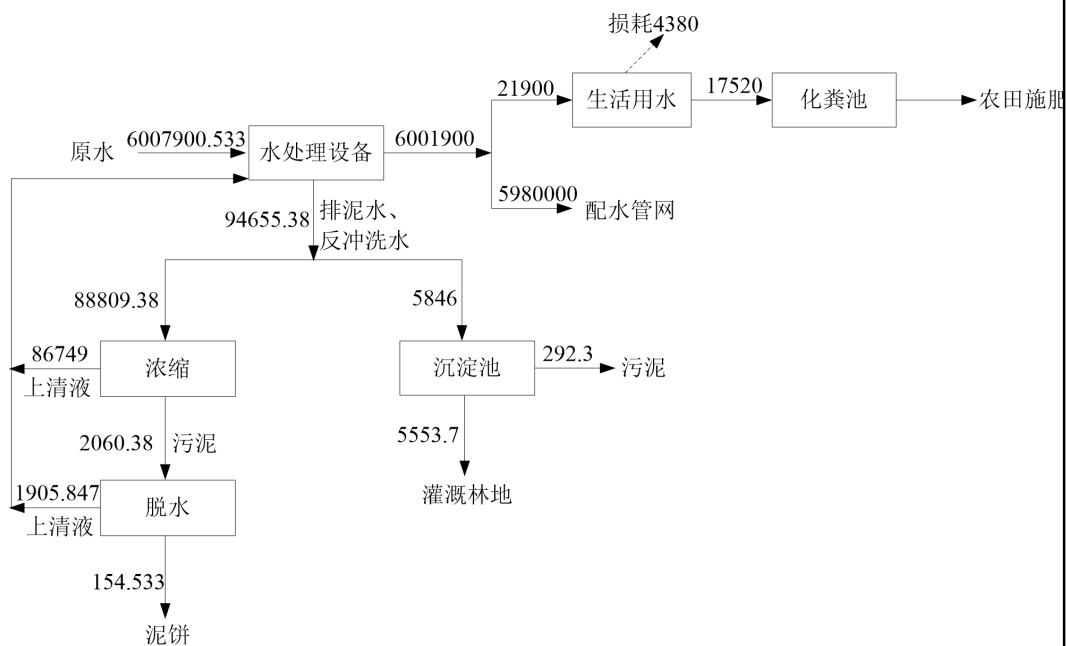 损耗4380
21900
生活用水
17520
化粪池
农田施肥
原水
6007900.533
水处理设备
6001900
5980000
配水管网
94655.38
排泥水、
反冲洗水
88809.38
5846
86749
上清液
浓缩
沉淀池
292.3
污泥
2060.38
污泥
5553.7
灌溉林地
1905.847
上清液
脱水
154.533
泥饼